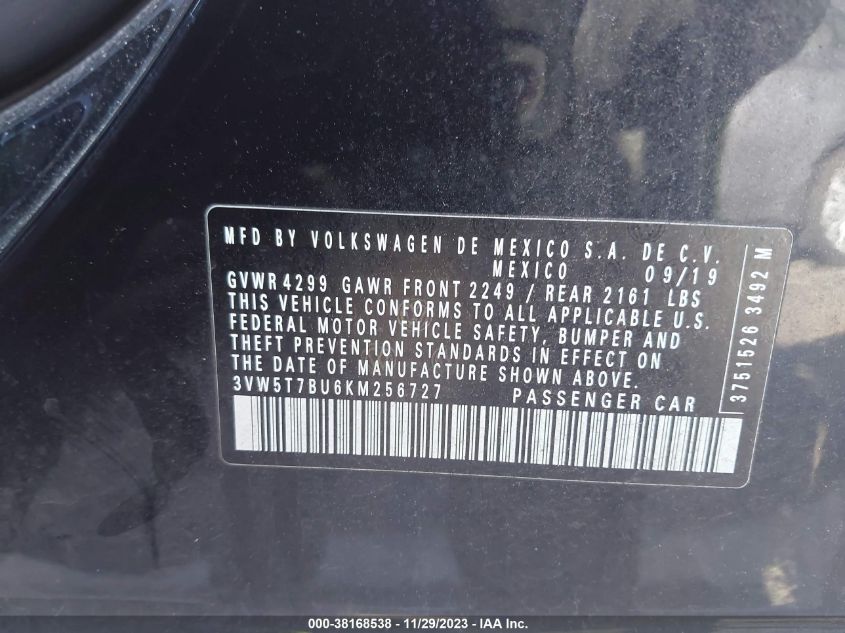 MFD BY VOLKSWAGEN DE MEXICO S.A. DE C.V.
MEXICO 09/19
GVWR 4299 GAWR FRONT 2249 / REAR 2161 LBS
THIS VEHICLE CONFORMS TO ALL APPLICABLE U.S.
FEDERAL MOTOR VEHICLE SAFETY, BUMPER AND
THEFT PREVENTION STANDARDS IN EFFECT ON
THE DATE OF MANUFACTURE SHOWN ABOVE.
3VW5T7BU6KM256727 PASSENGER CAR
3751526 3492 M
000-38168538 - 11/29/2023 - IAA Inc.